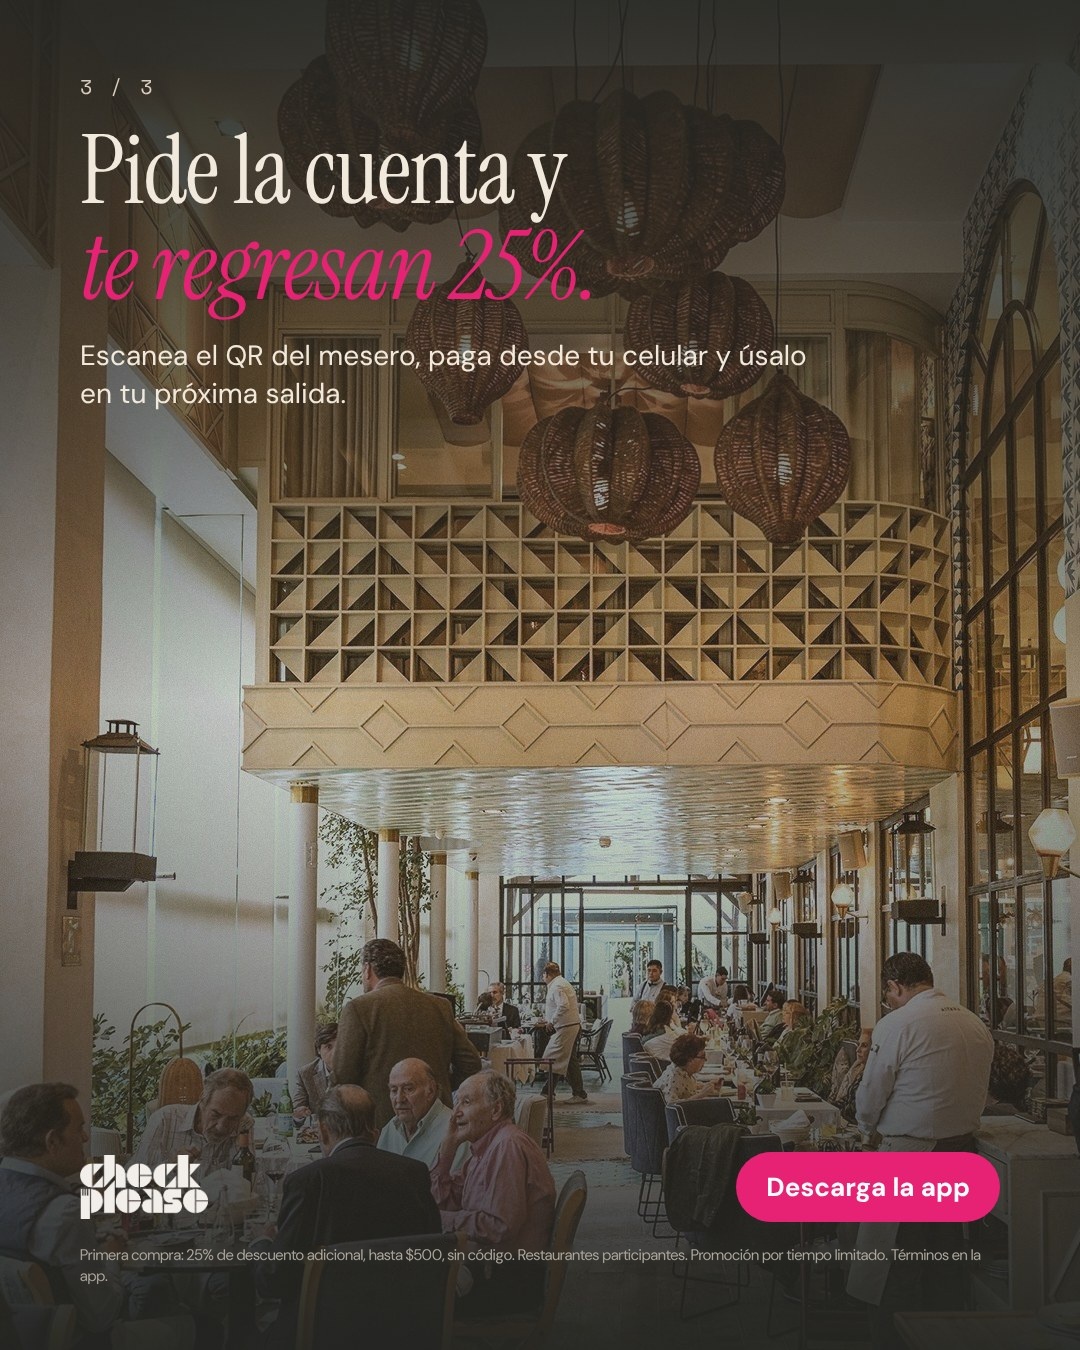 3 / 3
Pide la cuenta y
te regresan 25%.
Escanea el QR del mesero, paga desde tu celular y úsalo
en tu próxima salida.
check
please
Descarga la app
Primera compra: 25% de descuento adicional, hasta $500, sin código. Restaurantes participantes. Promoción por tiempo limitado. Términos en la
app.